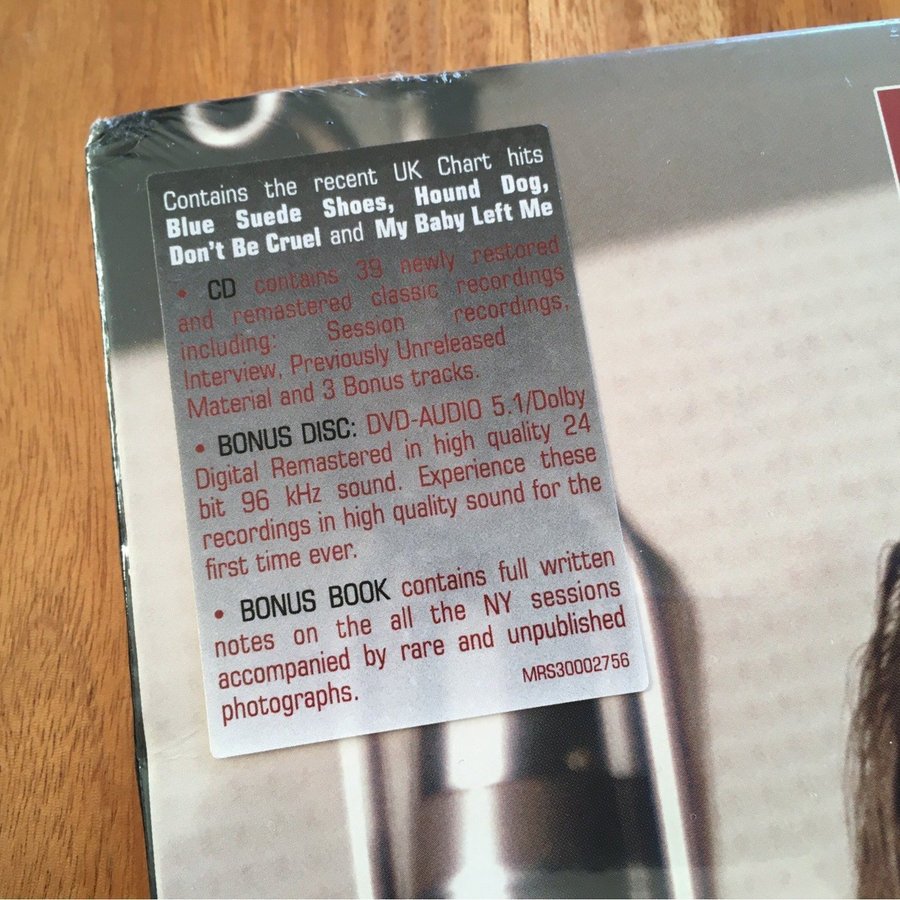 Contains the recent UK Chart hits
Blue Suede Shoes, Hound Dog,
Don't Be Cruel and My Baby Left Me
• CD contains 39 newly restored
and remastered classic recordings
including: Session recordings,
Interview, Previously Unreleased
Material and 3 Bonus tracks.
• BONUS DISC: DVD-AUDIO 5.1/Dolby
Digital Remastered in high quality 24
bit 96 kHz sound. Experience these
recordings in high quality sound for the
first time ever.
• BONUS BOOK contains full written
notes on the all the NY sessions
accompanied by rare and unpublished
photographs.
MRS30002756